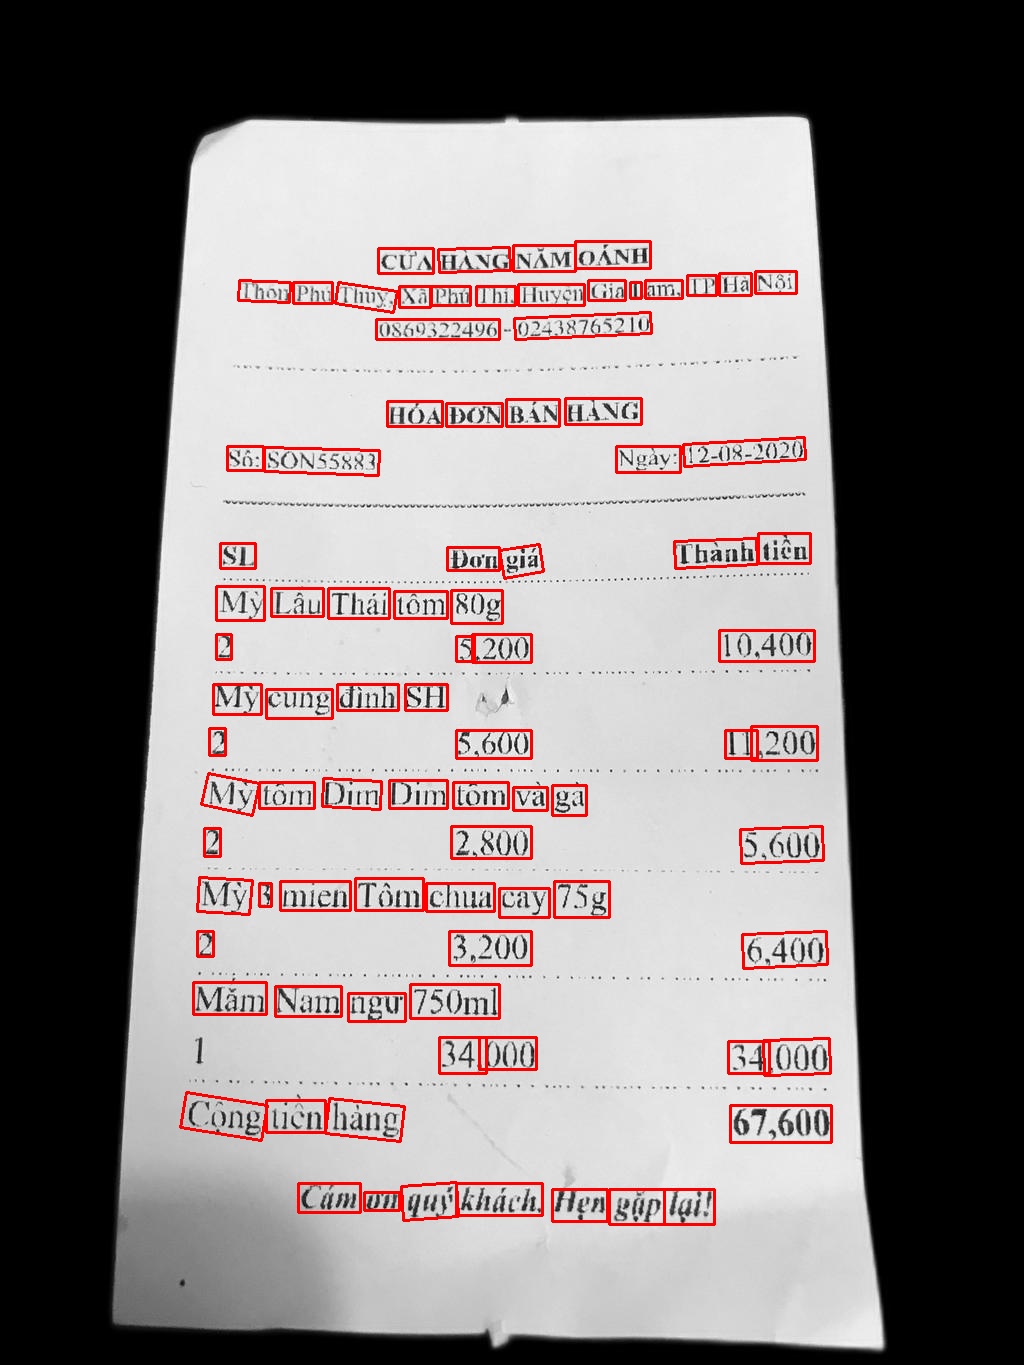 CỬA HÀNG NĂM OÁNH
Thôn Phú Thụy, Xã Phú Thị, Huyện Gia Lam, TP Hà Nội
0869322496 - 02438765210
HÓA ĐƠN BÁN HÀNG
Số: SON55883 Ngày: 12-08-2020
SL Đơn giá Thành tiền
Mỳ Lẩu Thái tôm 80g
2 5,200 10,400
Mỳ cung đình SH
2 5,600 11,200
Mỳ tôm Dim Dim tôm và gà
2 2,800 5,600
Mỳ 3 miền Tôm chua cay 75g
2 3,200 6,400
Mắm Nam ngư 750ml
1 34,000 34,000
Cộng tiền hàng 67,600
Cám ơn quý khách. Hẹn gặp lại!